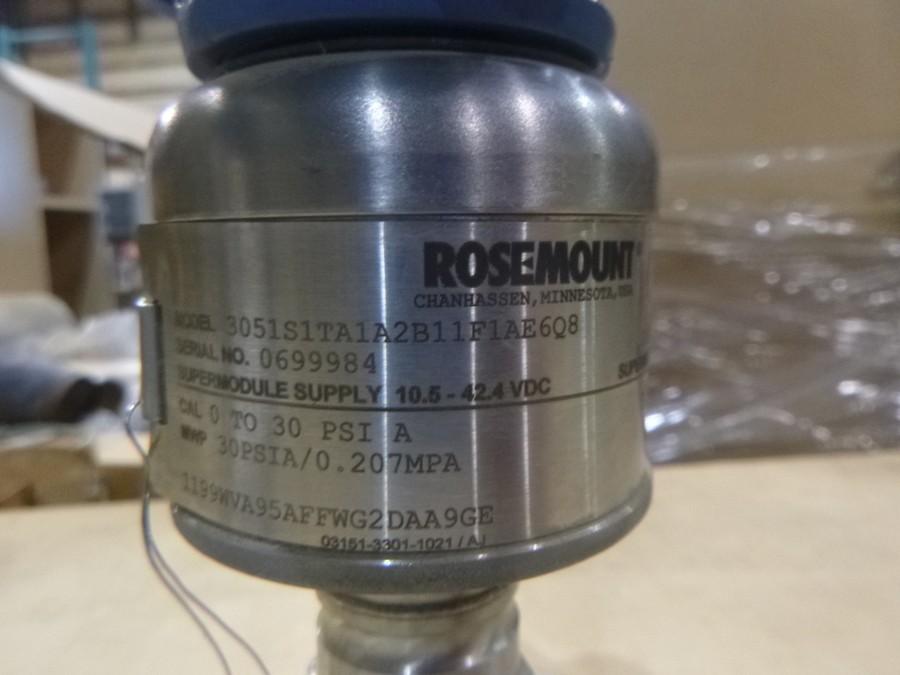 ROSEMOUNT
CHANHASSEN, MINNESOTA, USA
MODEL 3051S1TA1A2B11F1AE6Q8
SERIAL NO. 0699984
SUPERMODULE SUPPLY 10.5 - 42.4 VDC
CAL 0 TO 30 PSI A
MWP 30PSIA/0.207MPA
1199WVA95AFFWG2DAA9GE
03151-3301-1021 / AJ